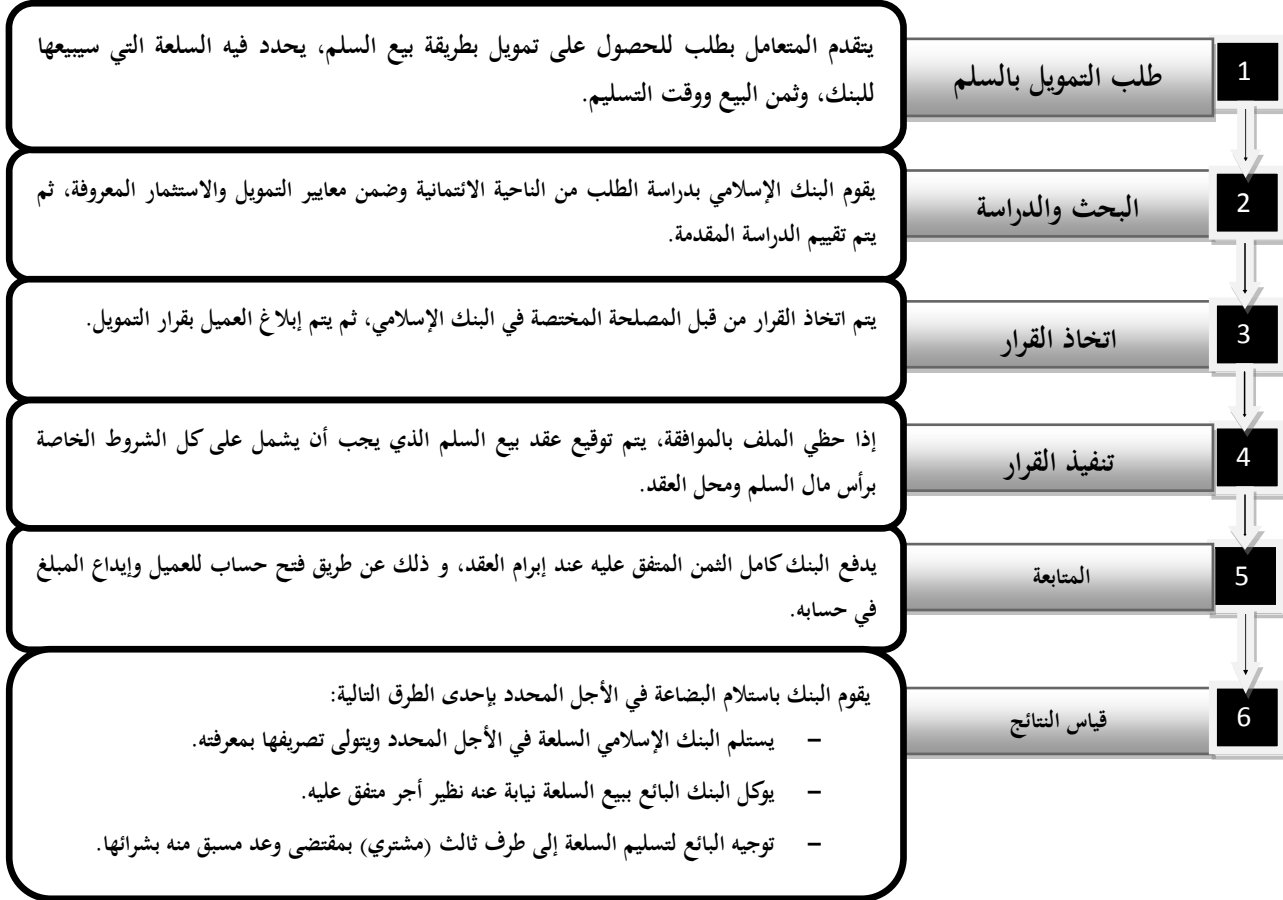 1
طلب التمويل بالسلم
يتقدم المتعامل بطلب للحصول على تمويل بطريقة بيع السلم، يحدد فيه السلعة التي سيبيعها
للبنك، وثمن البيع ووقت التسليم.
2
البحث والدراسة
يقوم البنك الإسلامي بدراسة الطلب من الناحية الائتمانية وضمن معايير التمويل والاستثمار المعروفة، ثم
يتم تقييم الدراسة المقدمة.
3
اتخاذ القرار
يتم اتخاذ القرار من قبل المصلحة المختصة في البنك الإسلامي، ثم يتم إبلاغ العميل بقرار التمويل.
4
تنفيذ القرار
إذا حظي الملف بالموافقة، يتم توقيع عقد بيع السلم الذي يجب أن يشمل على كل الشروط الخاصة
برأس مال السلم ومحل العقد.
5
المتابعة
يدفع البنك كامل الثمن المتفق عليه عند إبرام العقد، و ذلك عن طريق فتح حساب للعميل وإيداع المبلغ
في حسابه.
6
قياس النتائج
يقوم البنك باستلام البضاعة في الأجل المحدد بإحدى الطرق التالية:
– يستلم البنك الإسلامي السلعة في الأجل المحدد ويتولى تصريفها بمعرفته.
– يوكل البنك البائع ببيع السلعة نيابة عنه نظير أجر متفق عليه.
– توجيه البائع لتسليم السلعة إلى طرف ثالث (مشتري) بمقتضى وعد مسبق منه بشرائها.